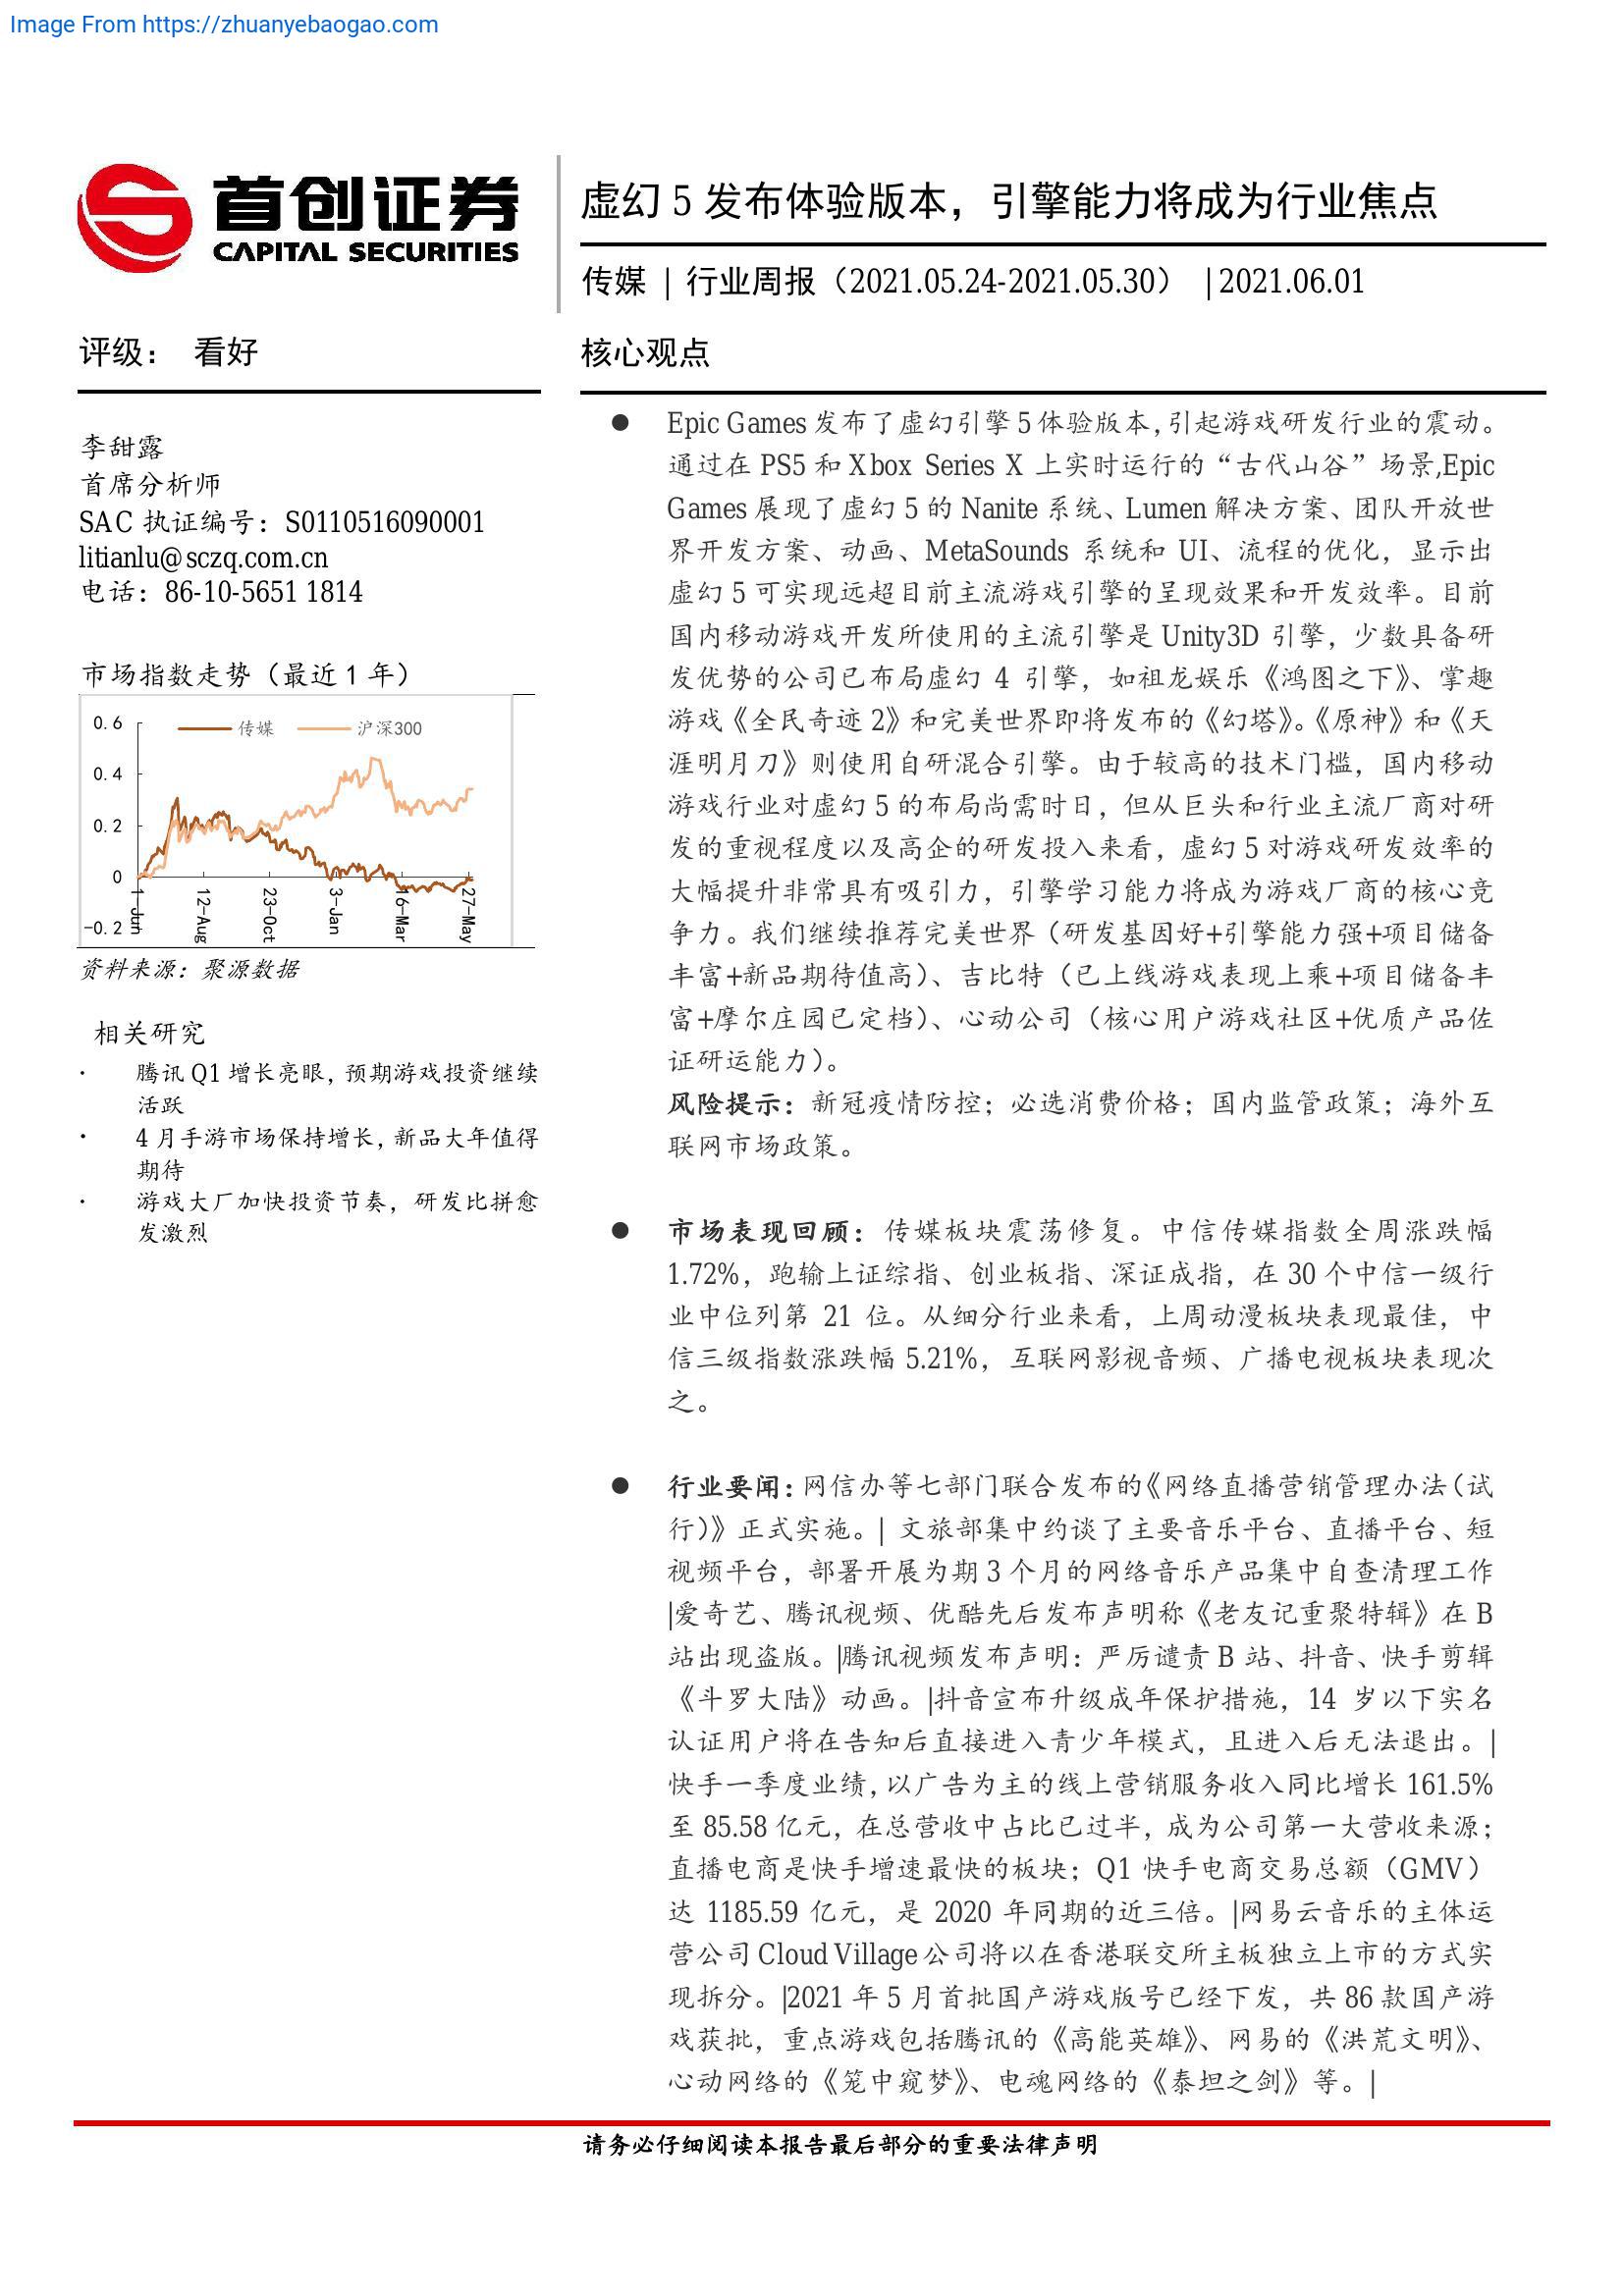 Image From https://zhuanyebaogao.com
首创证券
CAPITAL SECURITIES
虚幻 5 发布体验版本，引擎能力将成为行业焦点
传媒 | 行业周报（2021.05.24-2021.05.30） |2021.06.01
评级： 看好
李甜露
首席分析师
SAC 执证编号：S0110516090001
litianlu@sczq.com.cn
电话：86-10-5651 1814
市场指数走势（最近 1 年）
传媒 沪深300
0.6
0.4
0.2
0
-0.2
1-Jun
12-Aug
23-Oct
3-Jan
16-Mar
27-May
资料来源：聚源数据
相关研究
· 腾讯 Q1 增长亮眼，预期游戏投资继续
活跃
· 4 月手游市场保持增长，新品大年值得
期待
· 游戏大厂加快投资节奏，研发比拼愈
发激烈
核心观点
● Epic Games 发布了虚幻引擎 5 体验版本，引起游戏研发行业的震动。
通过在 PS5 和 Xbox Series X 上实时运行的“古代山谷”场景,Epic
Games 展现了虚幻 5 的 Nanite 系统、Lumen 解决方案、团队开放世
界开发方案、动画、MetaSounds 系统和 UI、流程的优化，显示出
虚幻 5 可实现远超目前主流游戏引擎的呈现效果和开发效率。目前
国内移动游戏开发所使用的主流引擎是 Unity3D 引擎，少数具备研
发优势的公司已布局虚幻 4 引擎，如祖龙娱乐《鸿图之下》、掌趣
游戏《全民奇迹 2》和完美世界即将发布的《幻塔》。《原神》和《天
涯明月刀》则使用自研混合引擎。由于较高的技术门槛，国内移动
游戏行业对虚幻 5 的布局尚需时日，但从巨头和行业主流厂商对研
发的重视程度以及高企的研发投入来看，虚幻 5 对游戏研发效率的
大幅提升非常具有吸引力，引擎学习能力将成为游戏厂商的核心竞
争力。我们继续推荐完美世界（研发基因好+引擎能力强+项目储备
丰富+新品期待值高）、吉比特（已上线游戏表现上乘+项目储备丰
富+摩尔庄园已定档）、心动公司（核心用户游戏社区+优质产品佐
证研运能力）。
风险提示：新冠疫情防控；必选消费价格；国内监管政策；海外互
联网市场政策。
● 市场表现回顾：传媒板块震荡修复。中信传媒指数全周涨跌幅
1.72%，跑输上证综指、创业板指、深证成指，在 30 个中信一级行
业中位列第 21 位。从细分行业来看，上周动漫板块表现最佳，中
信三级指数涨跌幅 5.21%，互联网影视音频、广播电视板块表现次
之。
● 行业要闻：网信办等七部门联合发布的《网络直播营销管理办法（试
行）》正式实施。| 文旅部集中约谈了主要音乐平台、直播平台、短
视频平台，部署开展为期 3 个月的网络音乐产品集中自查清理工作
|爱奇艺、腾讯视频、优酷先后发布声明称《老友记重聚特辑》在 B
站出现盗版。|腾讯视频发布声明：严厉谴责 B 站、抖音、快手剪辑
《斗罗大陆》动画。|抖音宣布升级成年保护措施，14 岁以下实名
认证用户将在告知后直接进入青少年模式，且进入后无法退出。|
快手一季度业绩，以广告为主的线上营销服务收入同比增长 161.5%
至 85.58 亿元，在总营收中占比已过半，成为公司第一大营收来源；
直播电商是快手增速最快的板块；Q1 快手电商交易总额（GMV）
达 1185.59 亿元，是 2020 年同期的近三倍。|网易云音乐的主体运
营公司 Cloud Village 公司将以在香港联交所主板独立上市的方式实
现拆分。|2021 年 5 月首批国产游戏版号已经下发，共 86 款国产游
戏获批，重点游戏包括腾讯的《高能英雄》、网易的《洪荒文明》、
心动网络的《笼中窥梦》、电魂网络的《泰坦之剑》等。|
请务必仔细阅读本报告最后部分的重要法律声明